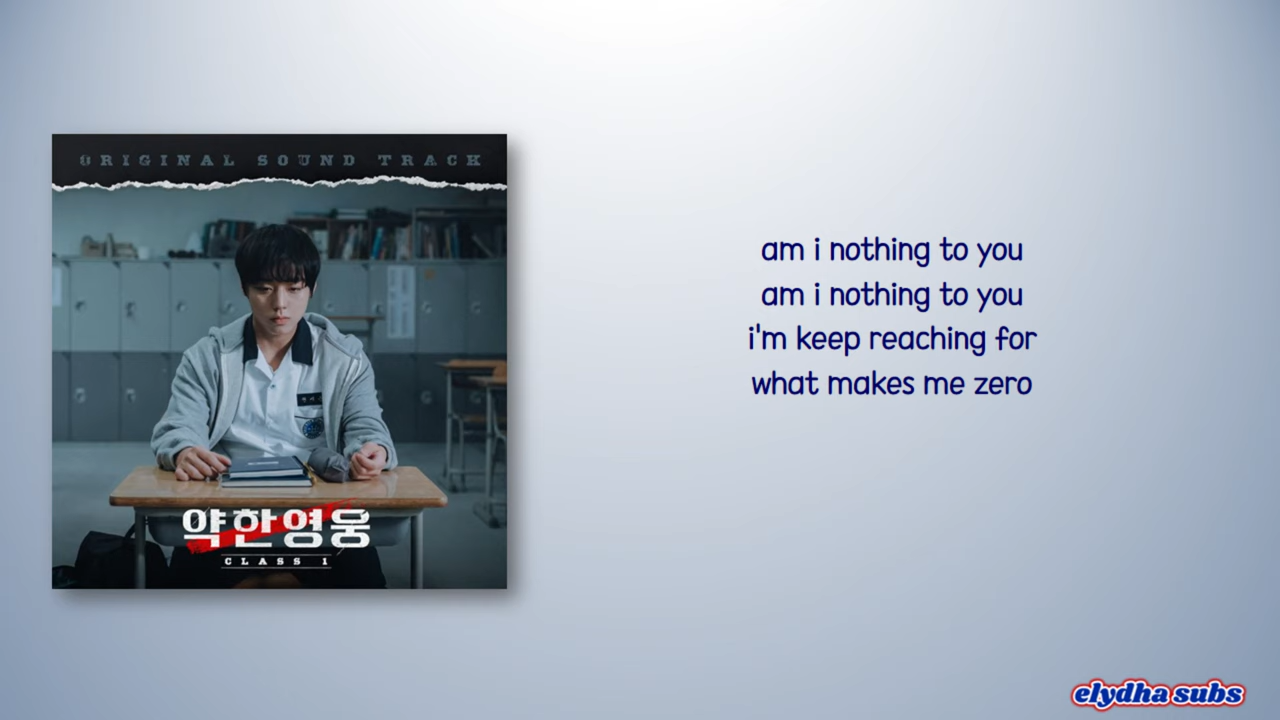 ORIGINAL SOUND TRACK
약한영웅
CLASS 1
am i nothing to you
am i nothing to you
i'm keep reaching for
what makes me zero
elydha subs